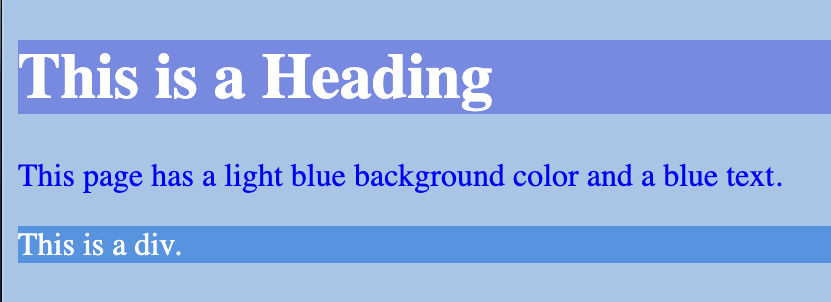 This is a Heading
This page has a light blue background color and a blue text.
This is a div.